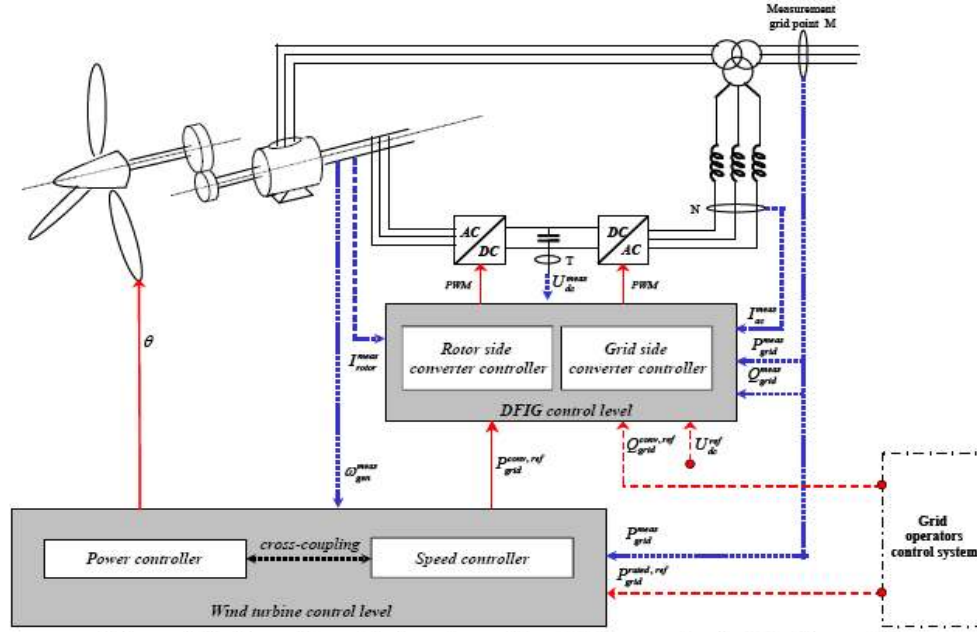 Measurement
grid point M
N
AC
DC
DC
AC
T
PWM
U_dc^meas
PWM
I_ac^meas
θ
I_rotor^meas
Rotor side
converter controller
Grid side
converter controller
P_grid^meas
Q_grid^meas
DFIG control level
ω_gen^meas
P_grid^conv,ref
Q_grid^conv,ref
U_dc^ref
Grid
operators
control system
P_grid^meas
Power controller
cross-coupling
Speed controller
P_grid^rated,ref
Wind turbine control level